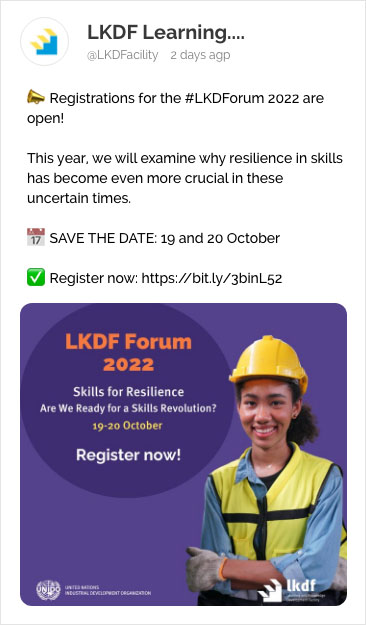 LKDF Learning....
@LKDFacility 2 days agp
📣 Registrations for the #LKDForum 2022 are
open!
This year, we will examine why resilience in skills
has become even more crucial in these
uncertain times.
📅 SAVE THE DATE: 19 and 20 October
✅ Register now: https://bit.ly/3binL52
LKDF Forum
2022
Skills for Resilience
Are We Ready for a Skills Revolution?
19-20 October
Register now!
UNITED NATIONS
INDUSTRIAL DEVELOPMENT ORGANIZATION
lkdf